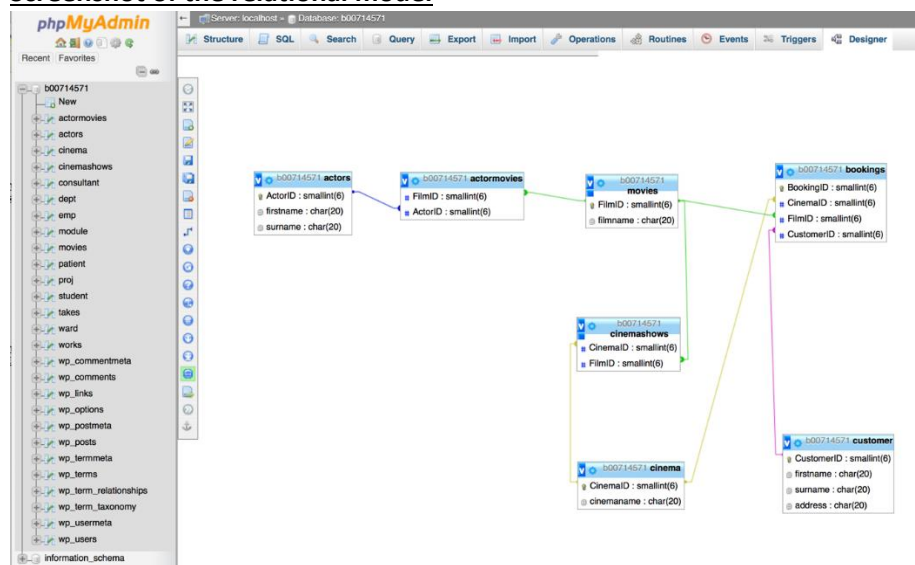 Screenshot of the relational model
phpMyAdmin
Recent Favorites
b00714571
New
actormovies
actors
cinema
cinemashows
consultant
dept
emp
module
movies
patient
proj
student
takes
ward
works
wp_commentmeta
wp_comments
wp_links
wp_options
wp_postmeta
wp_posts
wp_termmeta
wp_terms
wp_term_relationships
wp_term_taxonomy
wp_usermeta
wp_users
information_schema
Server: localhost » Database: b00714571
Structure SQL Search Query Export Import Operations Routines Events Triggers Designer
b00714571 actors
ActorID : smallint(6)
firstname : char(20)
surname : char(20)
b00714571 actormovies
FilmID : smallint(6)
ActorID : smallint(6)
b00714571
movies
FilmID : smallint(6)
filmname : char(20)
b00714571 bookings
BookingID : smallint(6)
CinemaID : smallint(6)
FilmID : smallint(6)
CustomerID : smallint(6)
b00714571
cinemashows
CinemaID : smallint(6)
FilmID : smallint(6)
b00714571 cinema
CinemaID : smallint(6)
cinemaname : char(20)
b00714571 customer
CustomerID : smallint(6)
firstname : char(20)
surname : char(20)
address : char(20)